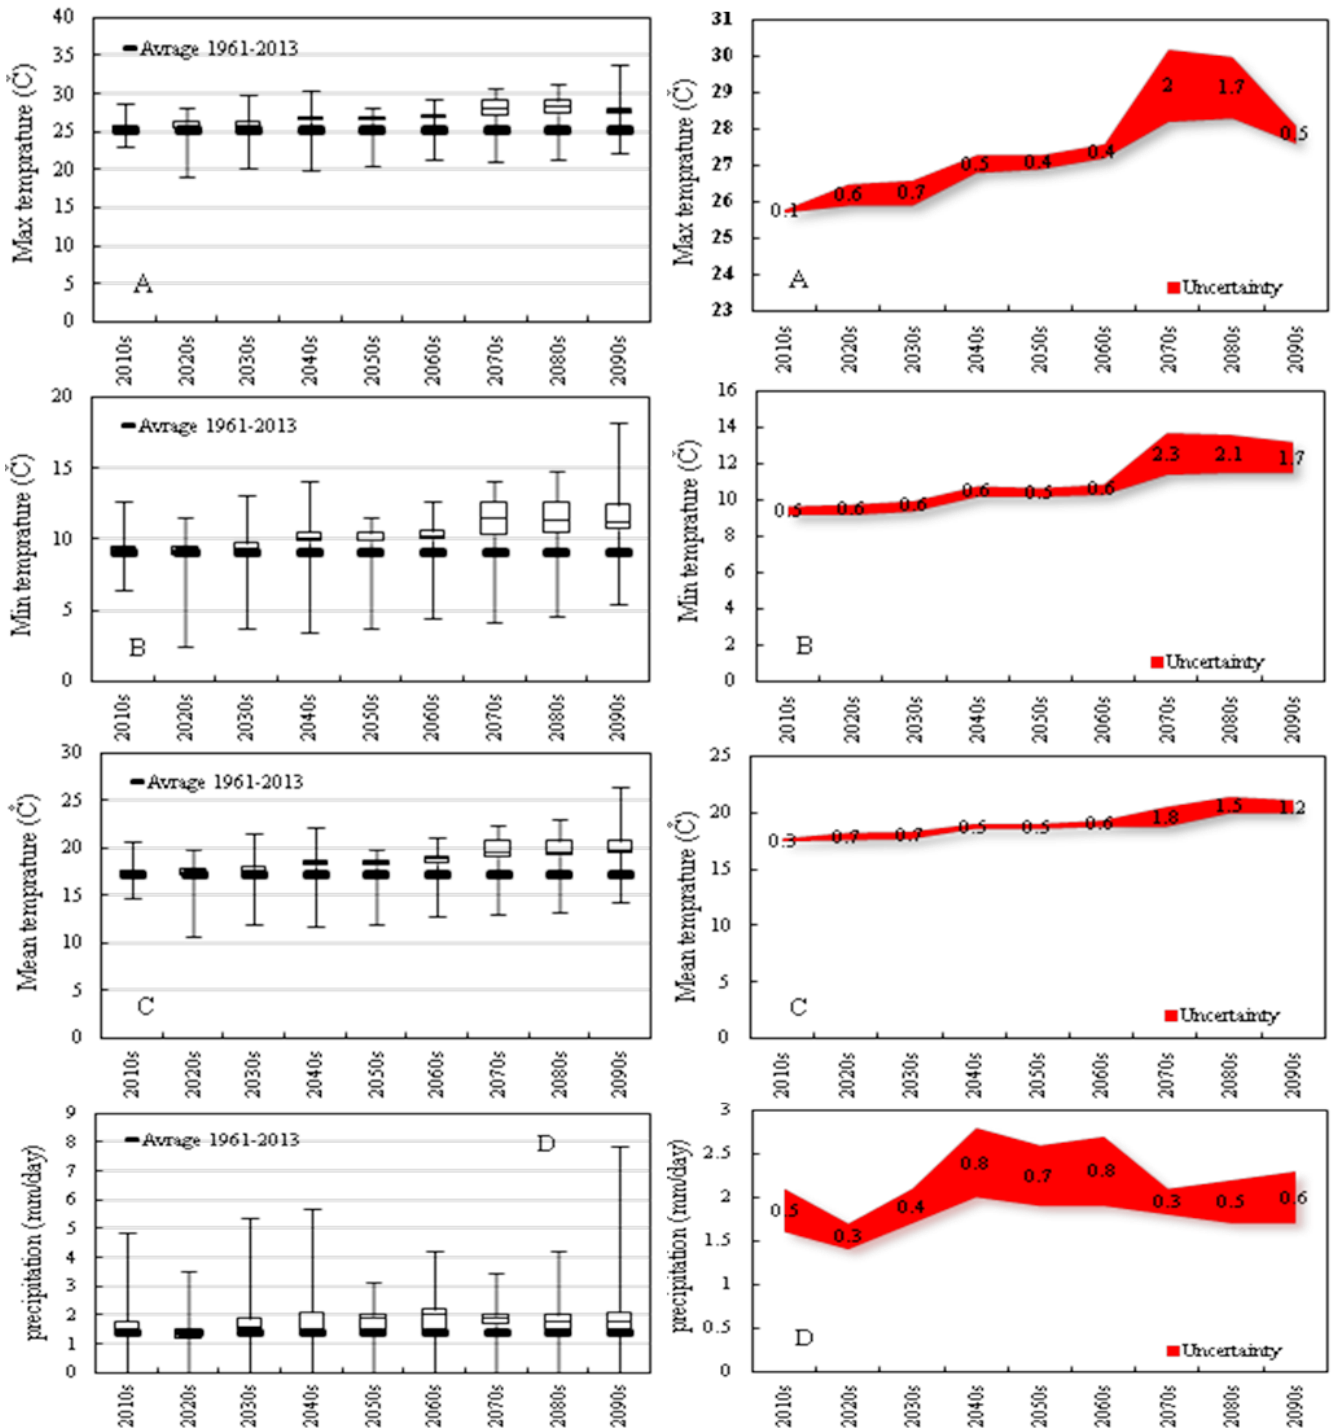 Max temprature (Č)
40
35
30
25
20
15
10
5
0
Avrage 1961-2013
A
2010s 2020s 2030s 2040s 2050s 2060s 2070s 2080s 2090s
Max temprature (Č)
31
30
29
28
27
26
25
24
23
0.1 0.6 0.7 0.5 0.4 0.4 2 1.7 0.5
A
Uncertainty
2010s 2020s 2030s 2040s 2050s 2060s 2070s 2080s 2090s
Min temprature (Č)
20
15
10
5
0
Avrage 1961-2013
B
2010s 2020s 2030s 2040s 2050s 2060s 2070s 2080s 2090s
Min temprature (Č)
16
14
12
10
8
6
4
2
0
0.5 0.6 0.6 0.6 0.5 0.6 2.3 2.1 1.7
B
Uncertainty
2010s 2020s 2030s 2040s 2050s 2060s 2070s 2080s 2090s
Mean temprature (C̊)
30
25
20
15
10
5
0
Avrage 1961-2013
C
2010s 2020s 2030s 2040s 2050s 2060s 2070s 2080s 2090s
Mean temprature (C̊)
25
20
15
10
5
0
0.3 0.7 0.7 0.5 0.5 0.6 1.8 1.5 1.2
C
Uncertainty
2010s 2020s 2030s 2040s 2050s 2060s 2070s 2080s 2090s
precipitation (mm/day)
9
8
7
6
5
4
3
2
1
0
Avrage 1961-2013
D
2010s 2020s 2030s 2040s 2050s 2060s 2070s 2080s 2090s
precipitation (mm/day)
3
2.5
2
1.5
1
0.5
0
0.5 0.3 0.4 0.8 0.7 0.8 0.3 0.5 0.6
D
Uncertainty
2010s 2020s 2030s 2040s 2050s 2060s 2070s 2080s 2090s